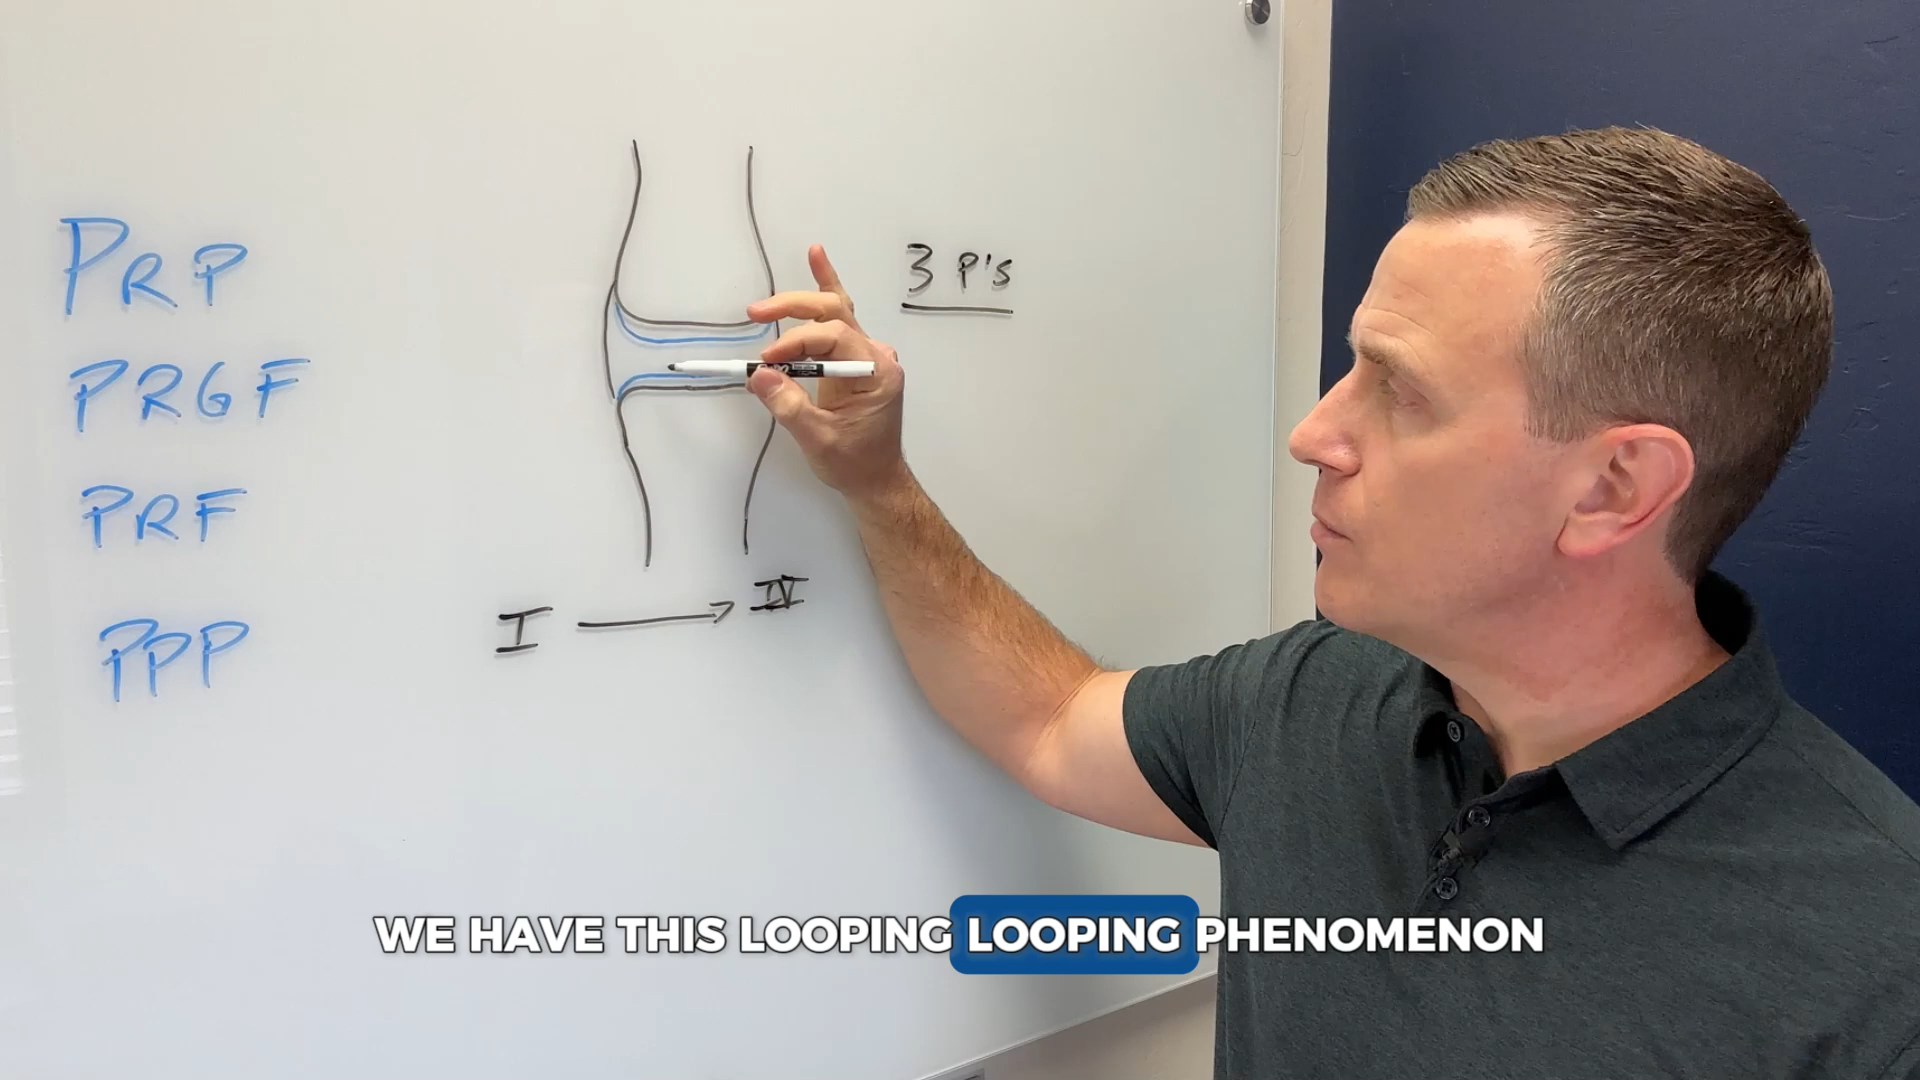 PRP
PRGF
PRF
PPP
3 P'S
I → IV
WE HAVE THIS LOOPING LOOPING PHENOMENON